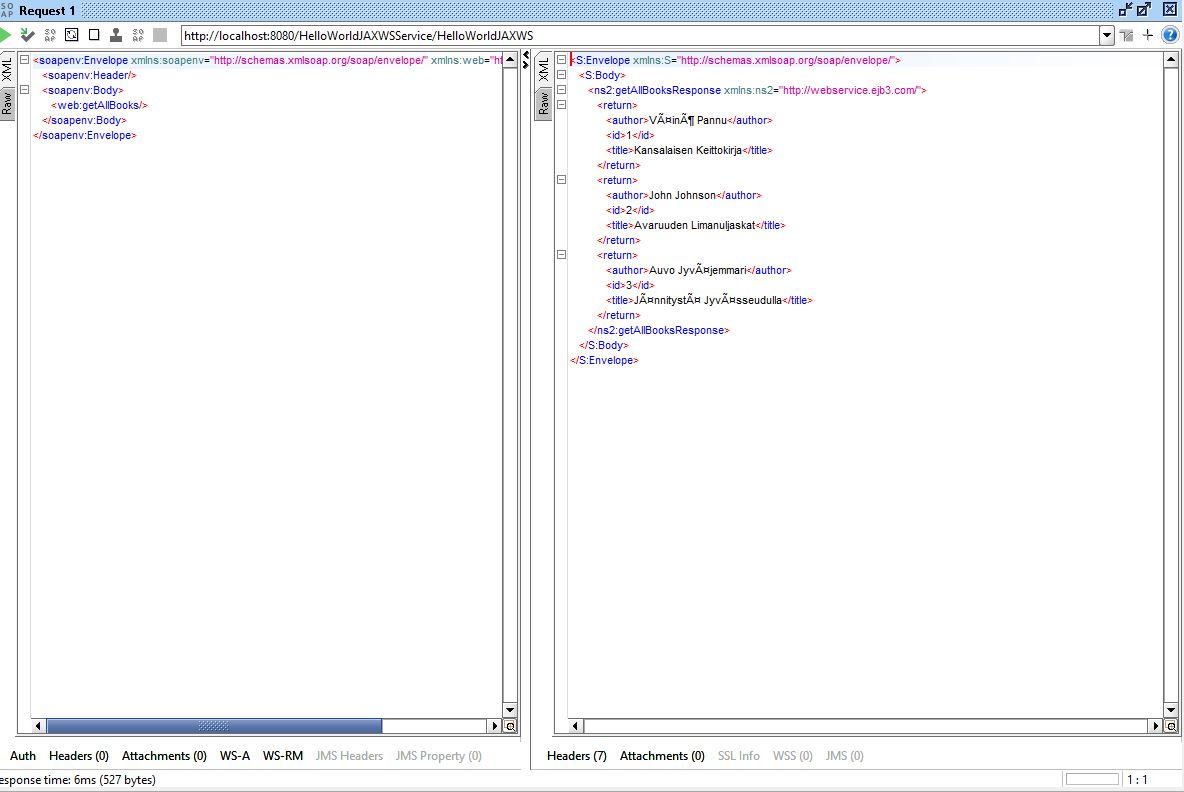 SO AP Request 1
http://localhost:8080/HelloWorldJAXWSService/HelloWorldJAXWS
XML
Raw
<soapenv:Envelope xmlns:soapenv="http://schemas.xmlsoap.org/soap/envelope/" xmlns:web="ht
<soapenv:Header/>
<soapenv:Body>
<web:getAllBooks/>
</soapenv:Body>
</soapenv:Envelope>
XML
Raw
<S:Envelope xmlns:S="http://schemas.xmlsoap.org/soap/envelope/">
<S:Body>
<ns2:getAllBooksResponse xmlns:ns2="http://webservice.ejb3.com/">
<return>
<author>VÃ¤inÃ¶ Pannu</author>
<id>1</id>
<title>Kansalaisen Keittokirja</title>
</return>
<return>
<author>John Johnson</author>
<id>2</id>
<title>Avaruuden Limanuljaskat</title>
</return>
<return>
<author>Auvo JyvÃ¤jemmari</author>
<id>3</id>
<title>JÃ¤nnitystÃ¤ JyvÃ¤sseudulla</title>
</return>
</ns2:getAllBooksResponse>
</S:Body>
</S:Envelope>
Auth Headers (0) Attachments (0) WS-A WS-RM JMS Headers JMS Property (0)
Headers (7) Attachments (0) SSL Info WSS (0) JMS (0)
esponse time: 6ms (527 bytes)
1 : 1